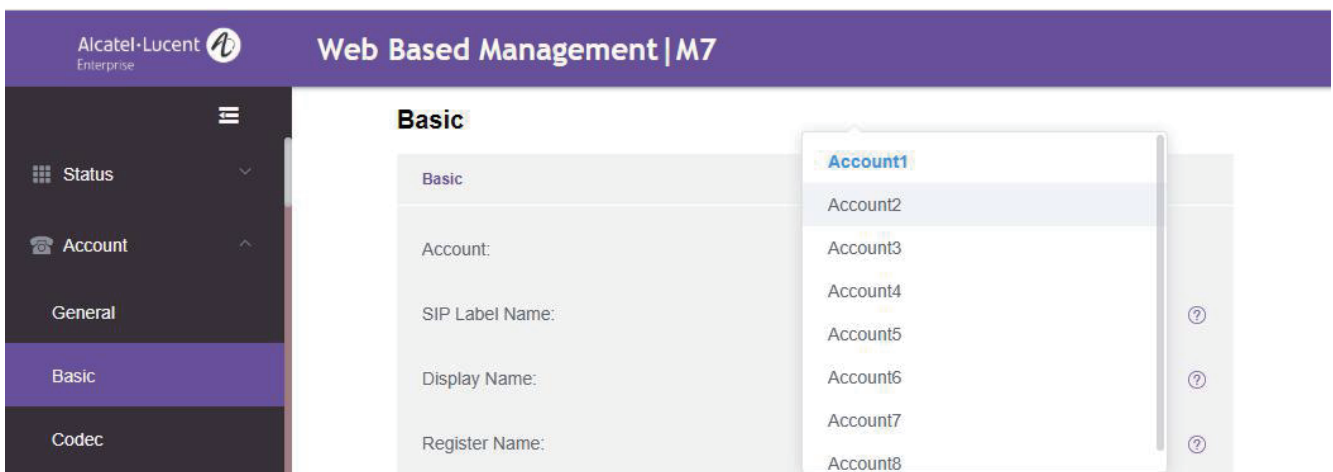 Alcatel·Lucent
Enterprise
Web Based Management|M7
Status
Account
General
Basic
Codec
Basic
Basic
Account:
SIP Label Name:
Display Name:
Register Name:
Account1
Account2
Account3
Account4
Account5
Account6
Account7
Account8